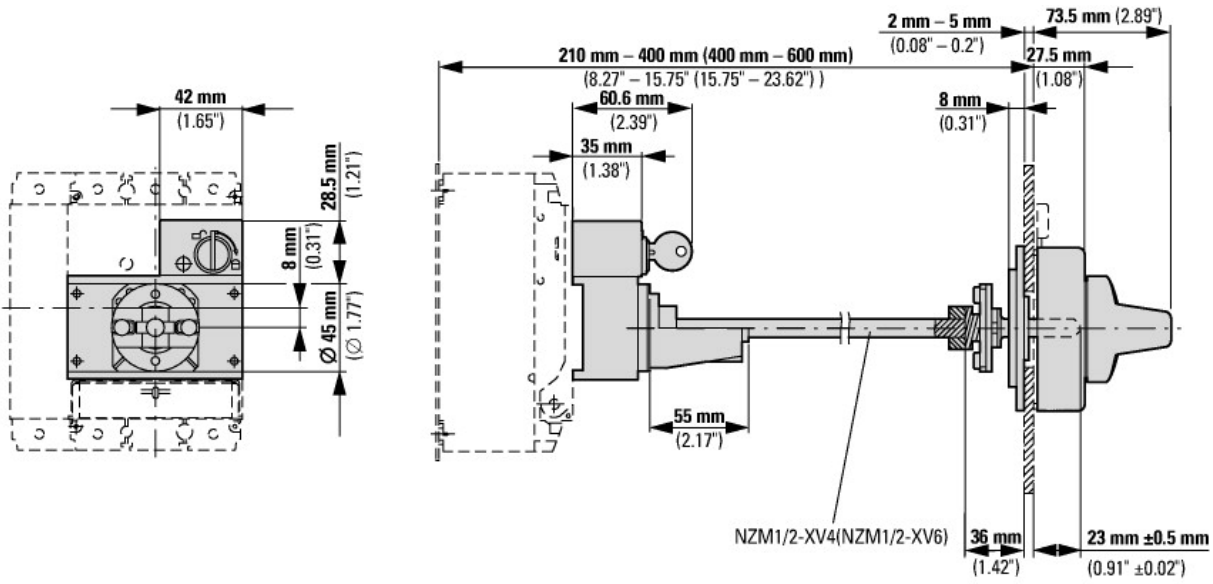 2 mm – 5 mm
(0.08" – 0.2")
73.5 mm (2.89")
210 mm – 400 mm (400 mm – 600 mm)
(8.27" – 15.75" (15.75" – 23.62") )
27.5 mm
(1.08")
42 mm
(1.65")
60.6 mm
(2.39")
8 mm
(0.31")
35 mm
(1.38")
28.5 mm
(1.21")
8 mm
(0.31")
Ø 45 mm
(Ø 1.77")
55 mm
(2.17")
NZM1/2-XV4(NZM1/2-XV6)
36 mm
(1.42")
23 mm ±0.5 mm
(0.91" ±0.02")